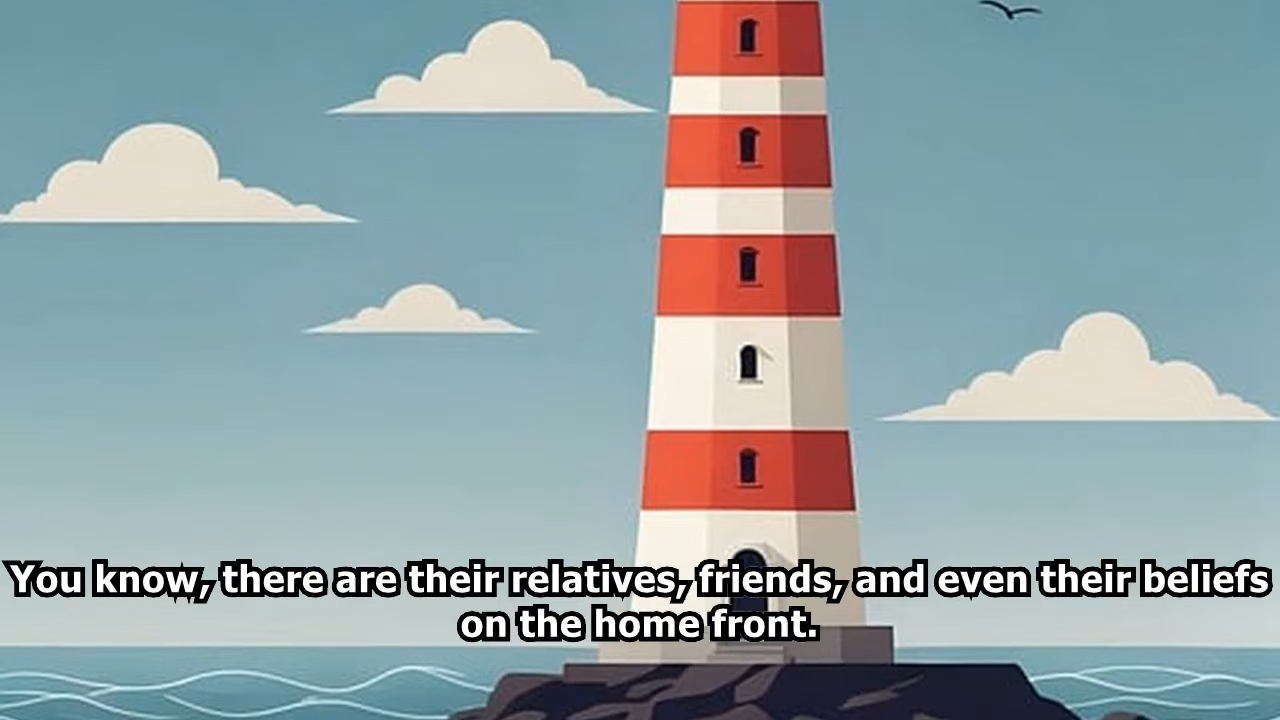 You know, there are their relatives, friends, and even their beliefs
on the home front.